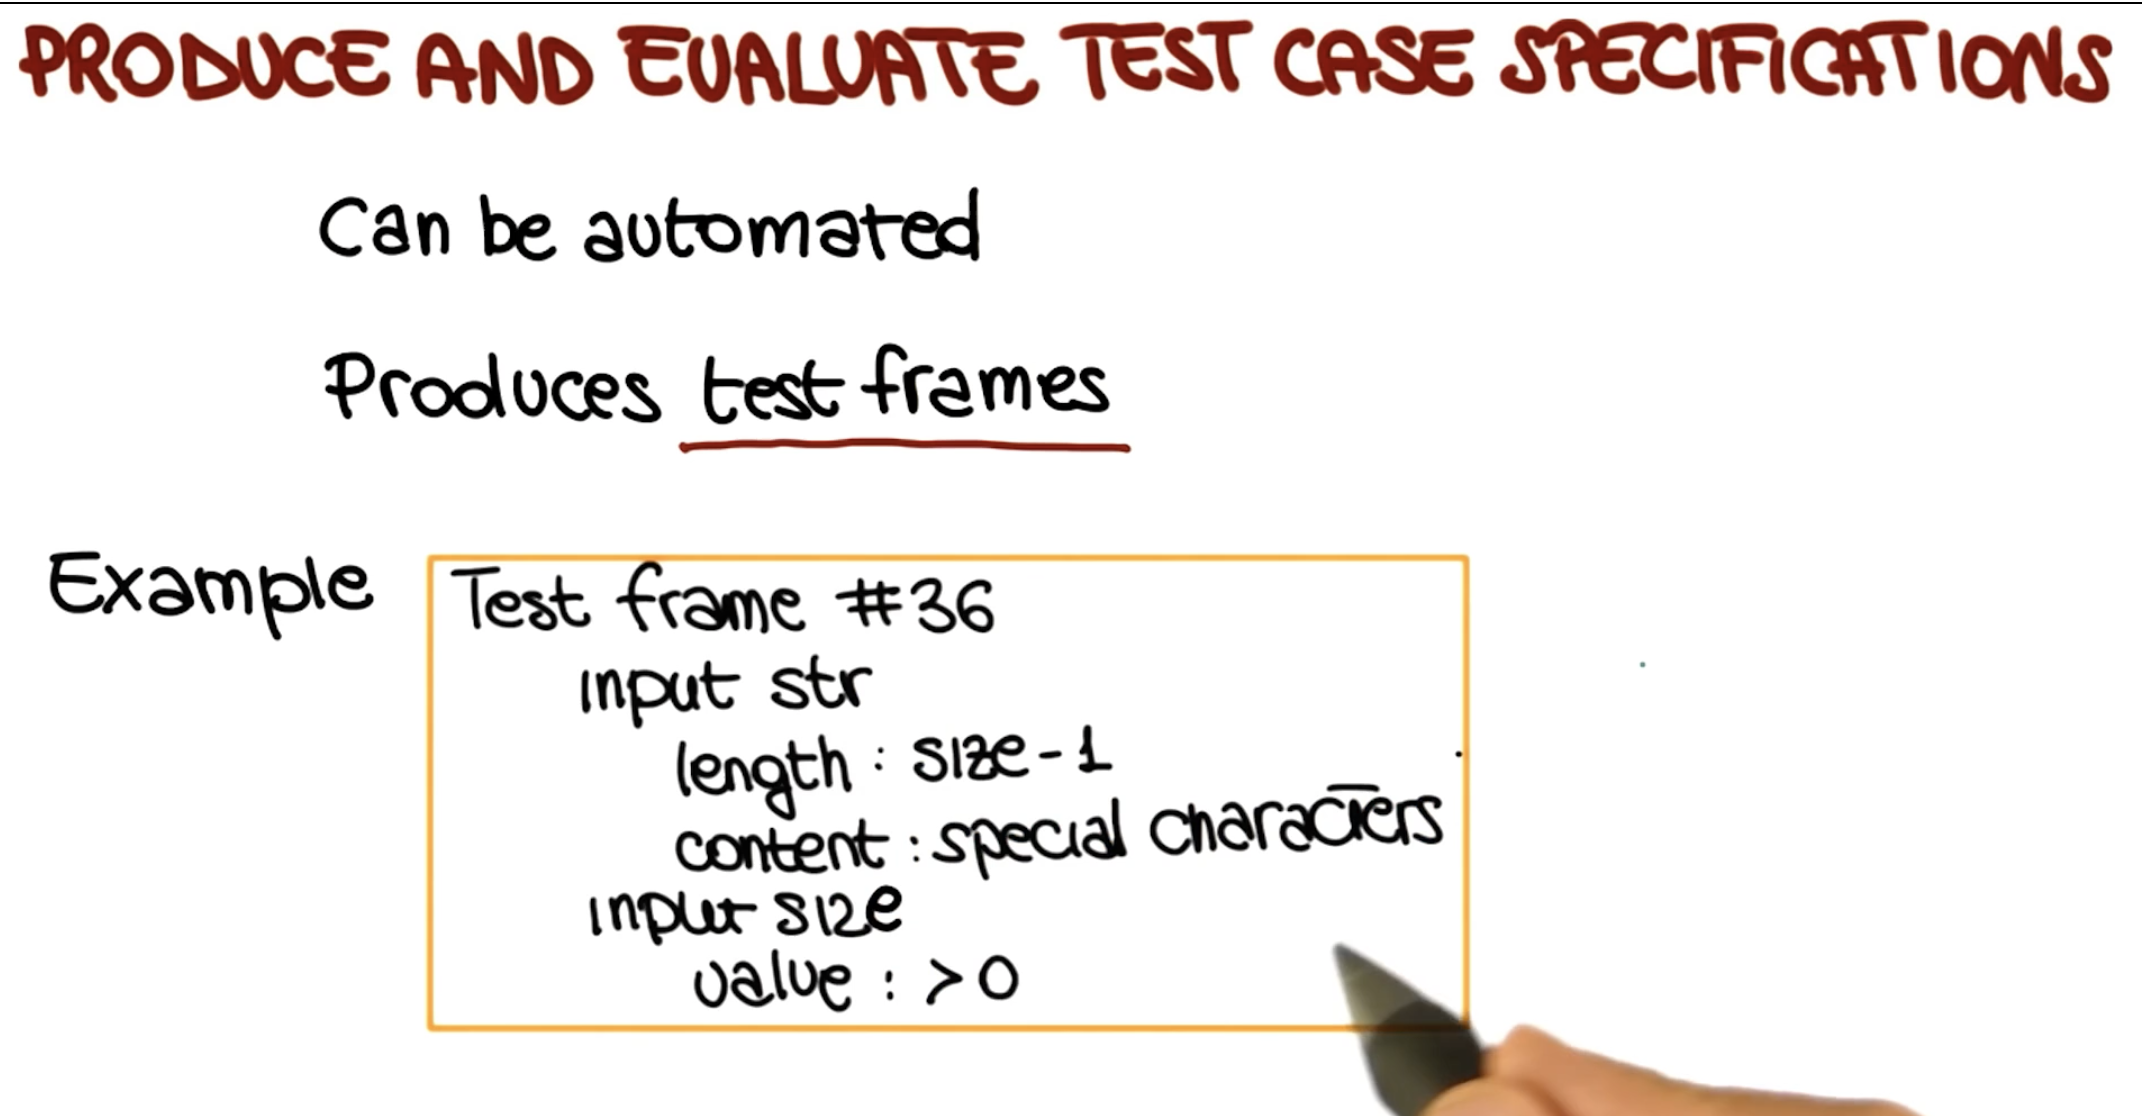 PRODUCE AND EVALUATE TEST CASE SPECIFICATIONS
Can be automated
Produces test frames
Example
Test frame #36
input str
length : size-1
content : special characters
input size
value : >0